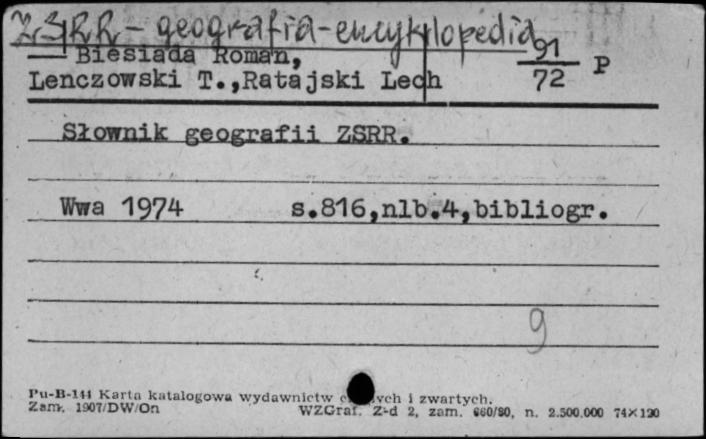 ZSRR - geografia - encyklopedia
Biesiada Roman, 91
Lenczowski T.,Ratajski Lech 72 P
Słownik geografii ZSRR.
Wwa 1974 s.816,nlb.4,bibliogr.
9
Pu-B-144 Karta katalogowa wydawnictw i zwartych.
Zam. 1907/DW/On WZGraf. Z-d 2, zam. 660/80, n. 2.500.000 74×120